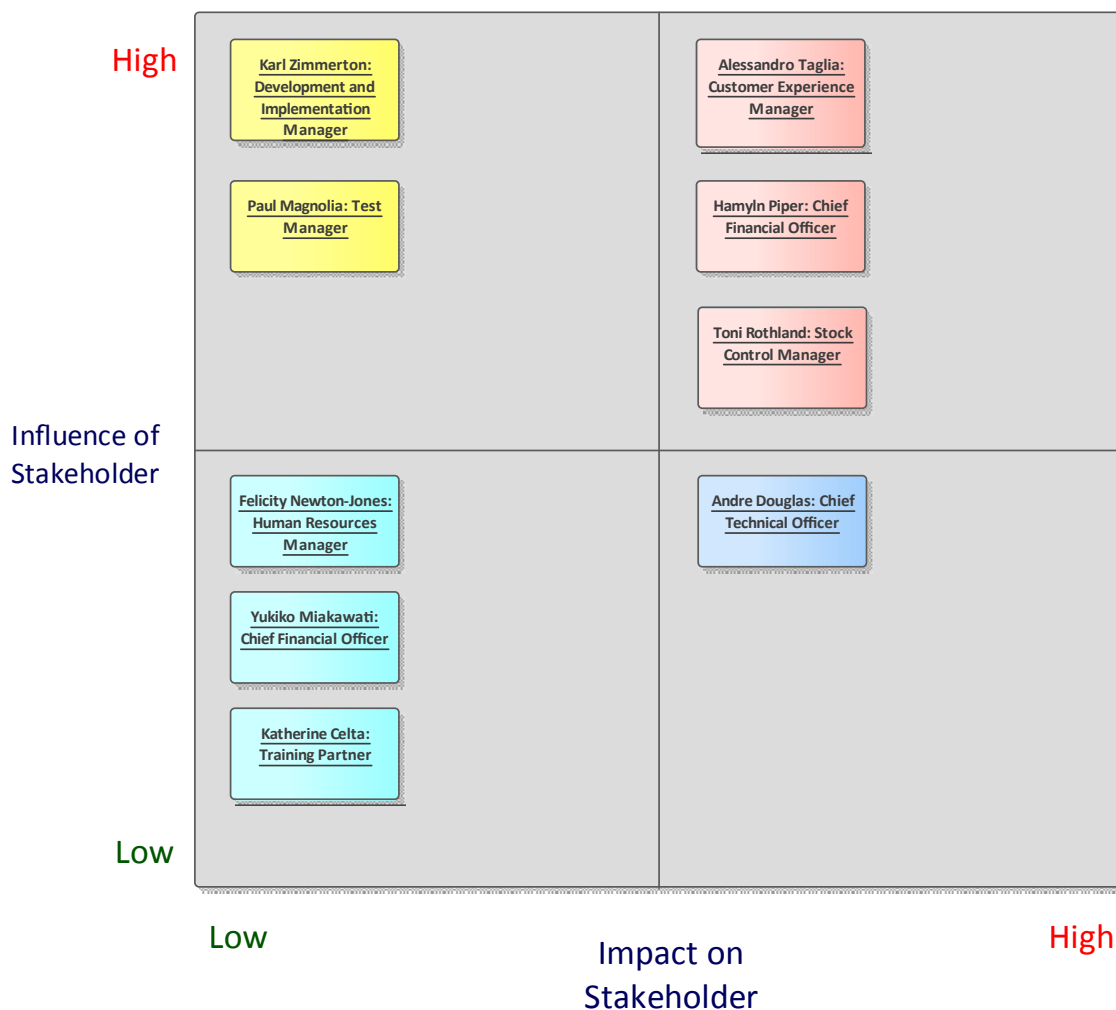 High
Karl Zimmerton:
Development and
Implementation
Manager
Alessandro Taglia:
Customer Experience
Manager
Paul Magnolia: Test
Manager
Hamyln Piper: Chief
Financial Officer
Toni Rothland: Stock
Control Manager
Influence of
Stakeholder
Felicity Newton-Jones:
Human Resources
Manager
Andre Douglas: Chief
Technical Officer
Yukiko Miakawati:
Chief Financial Officer
Katherine Celta:
Training Partner
Low
Low
Impact on
Stakeholder
High